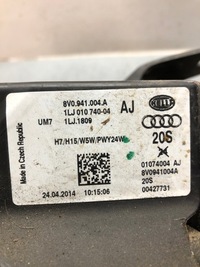 8V0.941.004.A
AJ
HELLA
1LJ 010 740-04
UM7
1LJ.1809
20S
H7/H15/W5W/PWY24W
Made in Czech Republic
01074004 AJ
8V0941004A
20S
24.04.2014
10:15:06
00427731